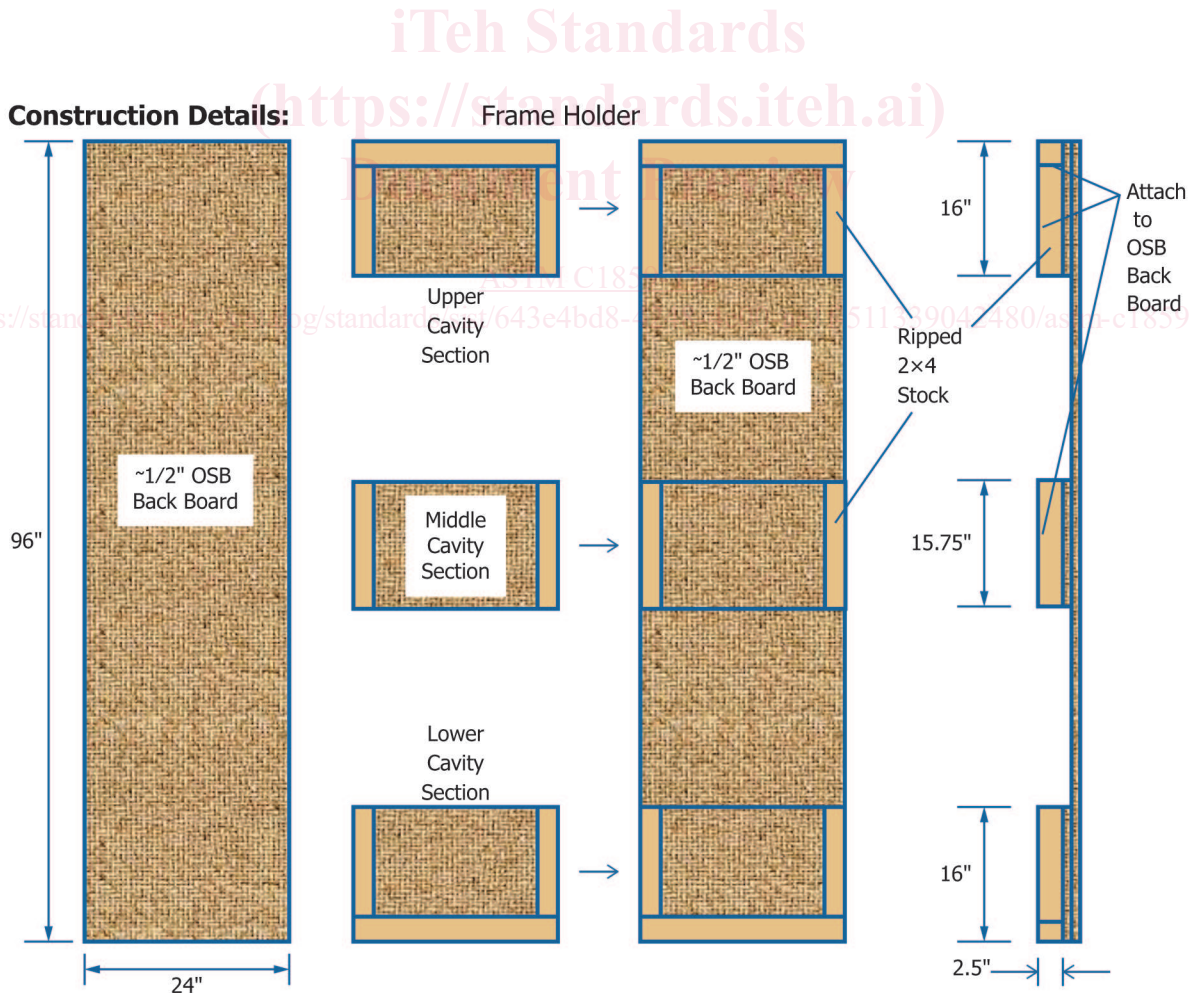 iTeh Standards
(https://standards.iteh.ai)
Document Preview
Construction Details:
Frame Holder
Upper
Cavity
Section
~1/2" OSB
Back Board
96"
24"
Middle
Cavity
Section
Lower
Cavity
Section
~1/2" OSB
Back Board
Ripped
2×4
Stock
16"
15.75"
16"
2.5"
Attach
to
OSB
Back
Board